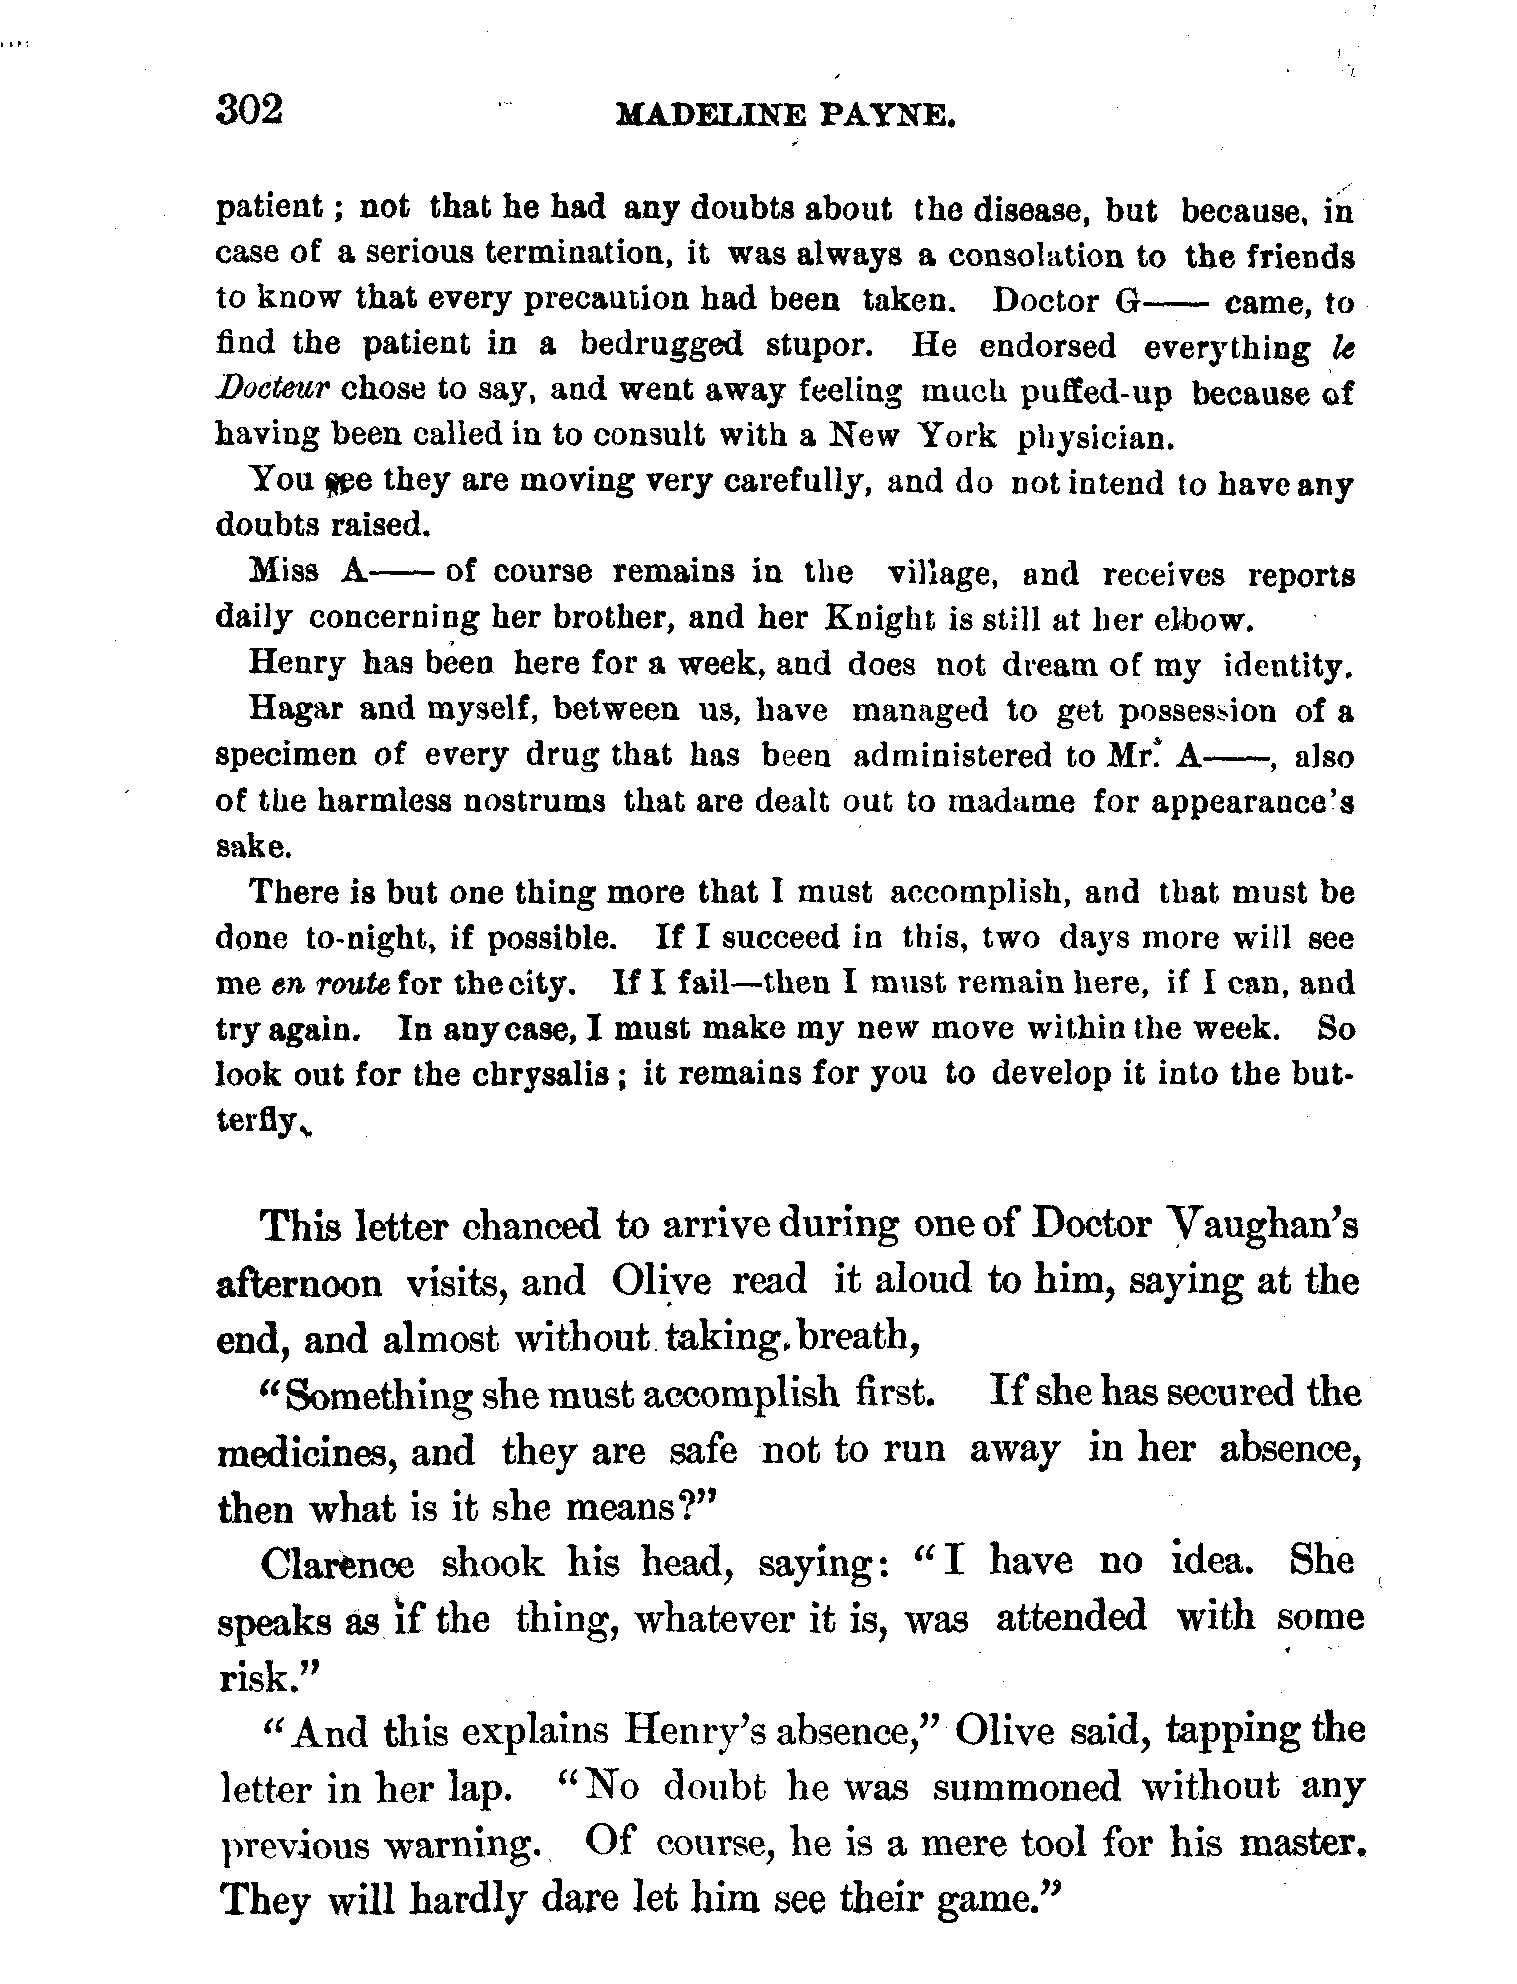 302 MADELINE PAYNE.
patient; not that he had any doubts about the disease, but because, in
case of a serious termination, it was always a consolation to the friends
to know that every precaution had been taken. Doctor G—— came, to
find the patient in a bedrugged stupor. He endorsed everything le
Docteur chose to say, and went away feeling much puffed-up because of
having been called in to consult with a New York physician.
You see they are moving very carefully, and do not intend to have any
doubts raised.
Miss A—— of course remains in the village, and receives reports
daily concerning her brother, and her Knight is still at her elbow.
Henry has been here for a week, and does not dream of my identity.
Hagar and myself, between us, have managed to get possession of a
specimen of every drug that has been administered to Mr. A——, also
of the harmless nostrums that are dealt out to madame for appearance's
sake.
There is but one thing more that I must accomplish, and that must be
done to-night, if possible. If I succeed in this, two days more will see
me en route for the city. If I fail—then I must remain here, if I can, and
try again. In any case, I must make my new move within the week. So
look out for the chrysalis; it remains for you to develop it into the but-
terfly.
This letter chanced to arrive during one of Doctor Vaughan's
afternoon visits, and Olive read it aloud to him, saying at the
end, and almost without taking breath,
"Something she must accomplish first. If she has secured the
medicines, and they are safe not to run away in her absence,
then what is it she means?"
Clarence shook his head, saying: "I have no idea. She
speaks as if the thing, whatever it is, was attended with some
risk."
"And this explains Henry's absence," Olive said, tapping the
letter in her lap. "No doubt he was summoned without any
previous warning. Of course, he is a mere tool for his master.
They will hardly dare let him see their game."